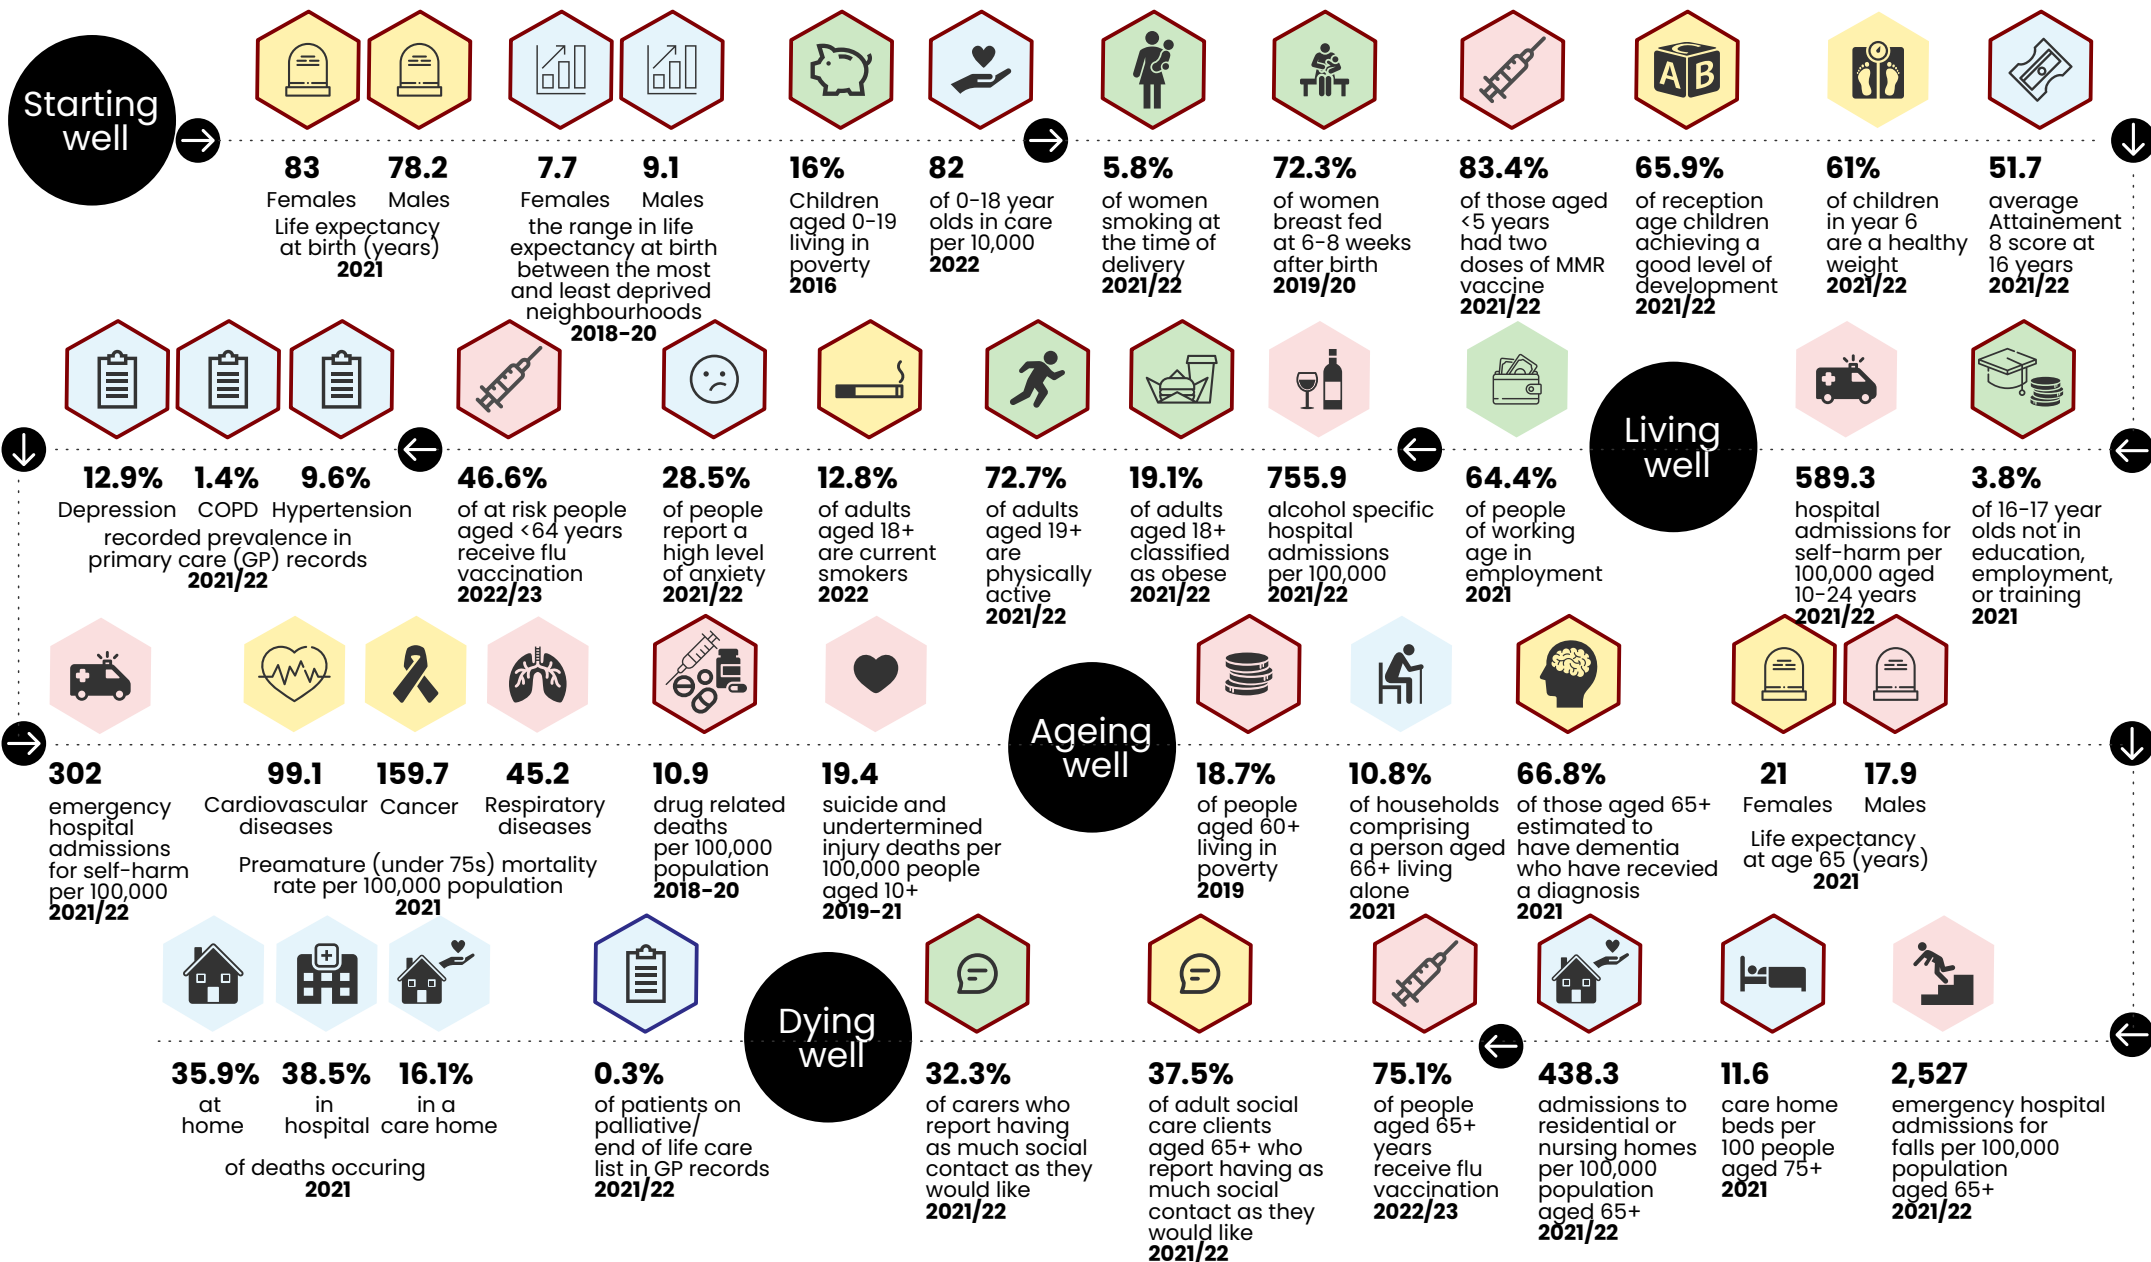 Starting
well
83
Females
78.2
Males
Life expectancy
at birth (years)
2021
7.7
Females
9.1
Males
the range in life
expectancy at birth
between the most
and least deprived
neighbourhoods
2018-20
16%
Children
aged 0-19
living in
poverty
2016
82
of 0-18 year
olds in care
per 10,000
2022
5.8%
of women
smoking at
the time of
delivery
2021/22
72.3%
of women
breast fed
at 6-8 weeks
after birth
2019/20
83.4%
of those aged
<5 years
had two
doses of MMR
vaccine
2021/22
A B
65.9%
of reception
age children
achieving a
good level of
development
2021/22
61%
of children
in year 6
are a healthy
weight
2021/22
51.7
average
Attainement
8 score at
16 years
2021/22
3.8%
of 16-17 year
olds not in
education,
employment,
or training
2021
589.3
hospital
admissions for
self-harm per
100,000 aged
10-24 years
2021/22
Living
well
64.4%
of people
of working
age in
employment
2021
755.9
alcohol specific
hospital
admissions
per 100,000
2021/22
19.1%
of adults
aged 18+
classified
as obese
2021/22
72.7%
of adults
aged 19+
are
physically
active
2021/22
12.8%
of adults
aged 18+
are current
smokers
2022
28.5%
of people
report a
high level
of anxiety
2021/22
46.6%
of at risk people
aged <64 years
receive flu
vaccination
2022/23
12.9%
Depression
1.4%
COPD
9.6%
Hypertension
recorded prevalence in
primary care (GP) records
2021/22
302
emergency
hospital
admissions
for self-harm
per 100,000
2021/22
99.1
Cardiovascular
diseases
159.7
Cancer
45.2
Respiratory
diseases
Preamature (under 75s) mortality
rate per 100,000 population
2021
10.9
drug related
deaths
per 100,000
population
2018-20
19.4
suicide and
undertermined
injury deaths per
100,000 people
aged 10+
2019-21
Ageing
well
18.7%
of people
aged 60+
living in
poverty
2019
10.8%
of households
comprising
a person aged
66+ living
alone
2021
66.8%
of those aged 65+
estimated to
have dementia
who have recevied
a diagnosis
2021
21
Females
17.9
Males
Life expectancy
at age 65 (years)
2021
2,527
emergency hospital
admissions for
falls per 100,000
population
aged 65+
2021/22
11.6
care home
beds per
100 people
aged 75+
2021
438.3
admissions to
residential or
nursing homes
per 100,000
population
aged 65+
2021/22
75.1%
of people
aged 65+
years
receive flu
vaccination
2022/23
37.5%
of adult social
care clients
aged 65+ who
report having as
much social
contact as they
would like
2021/22
32.3%
of carers who
report having
as much social
contact as they
would like
2021/22
Dying
well
0.3%
of patients on
palliative/
end of life care
list in GP records
2021/22
35.9%
at
home
38.5%
in
hospital
16.1%
in a
care home
of deaths occuring
2021